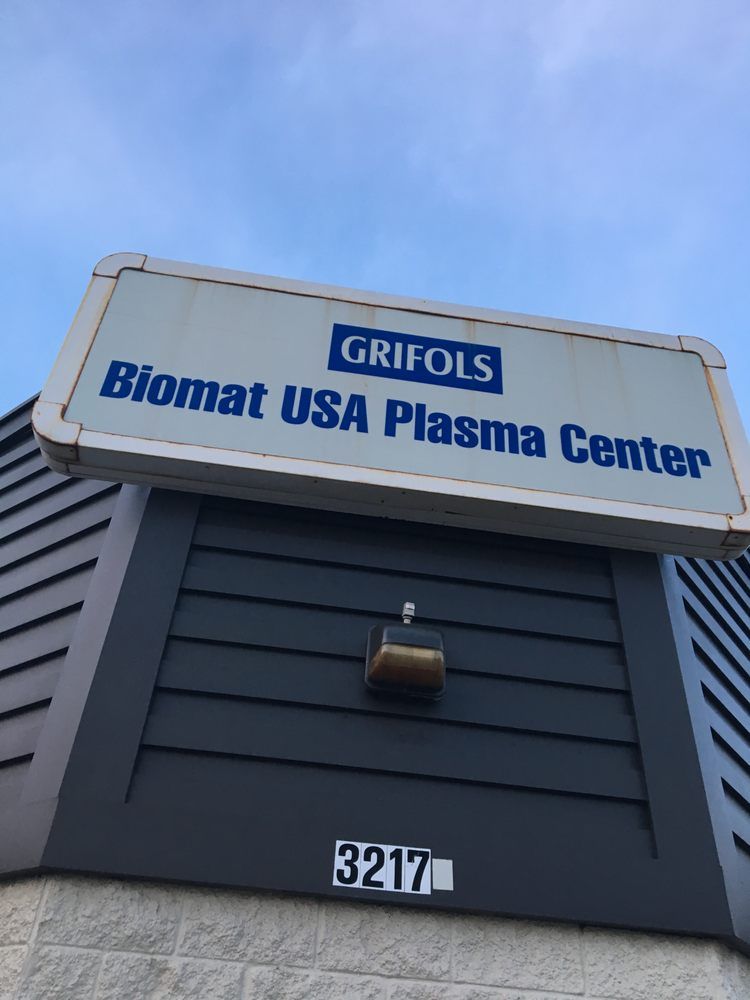 GRIFOLS
Biomat USA Plasma Center
3217